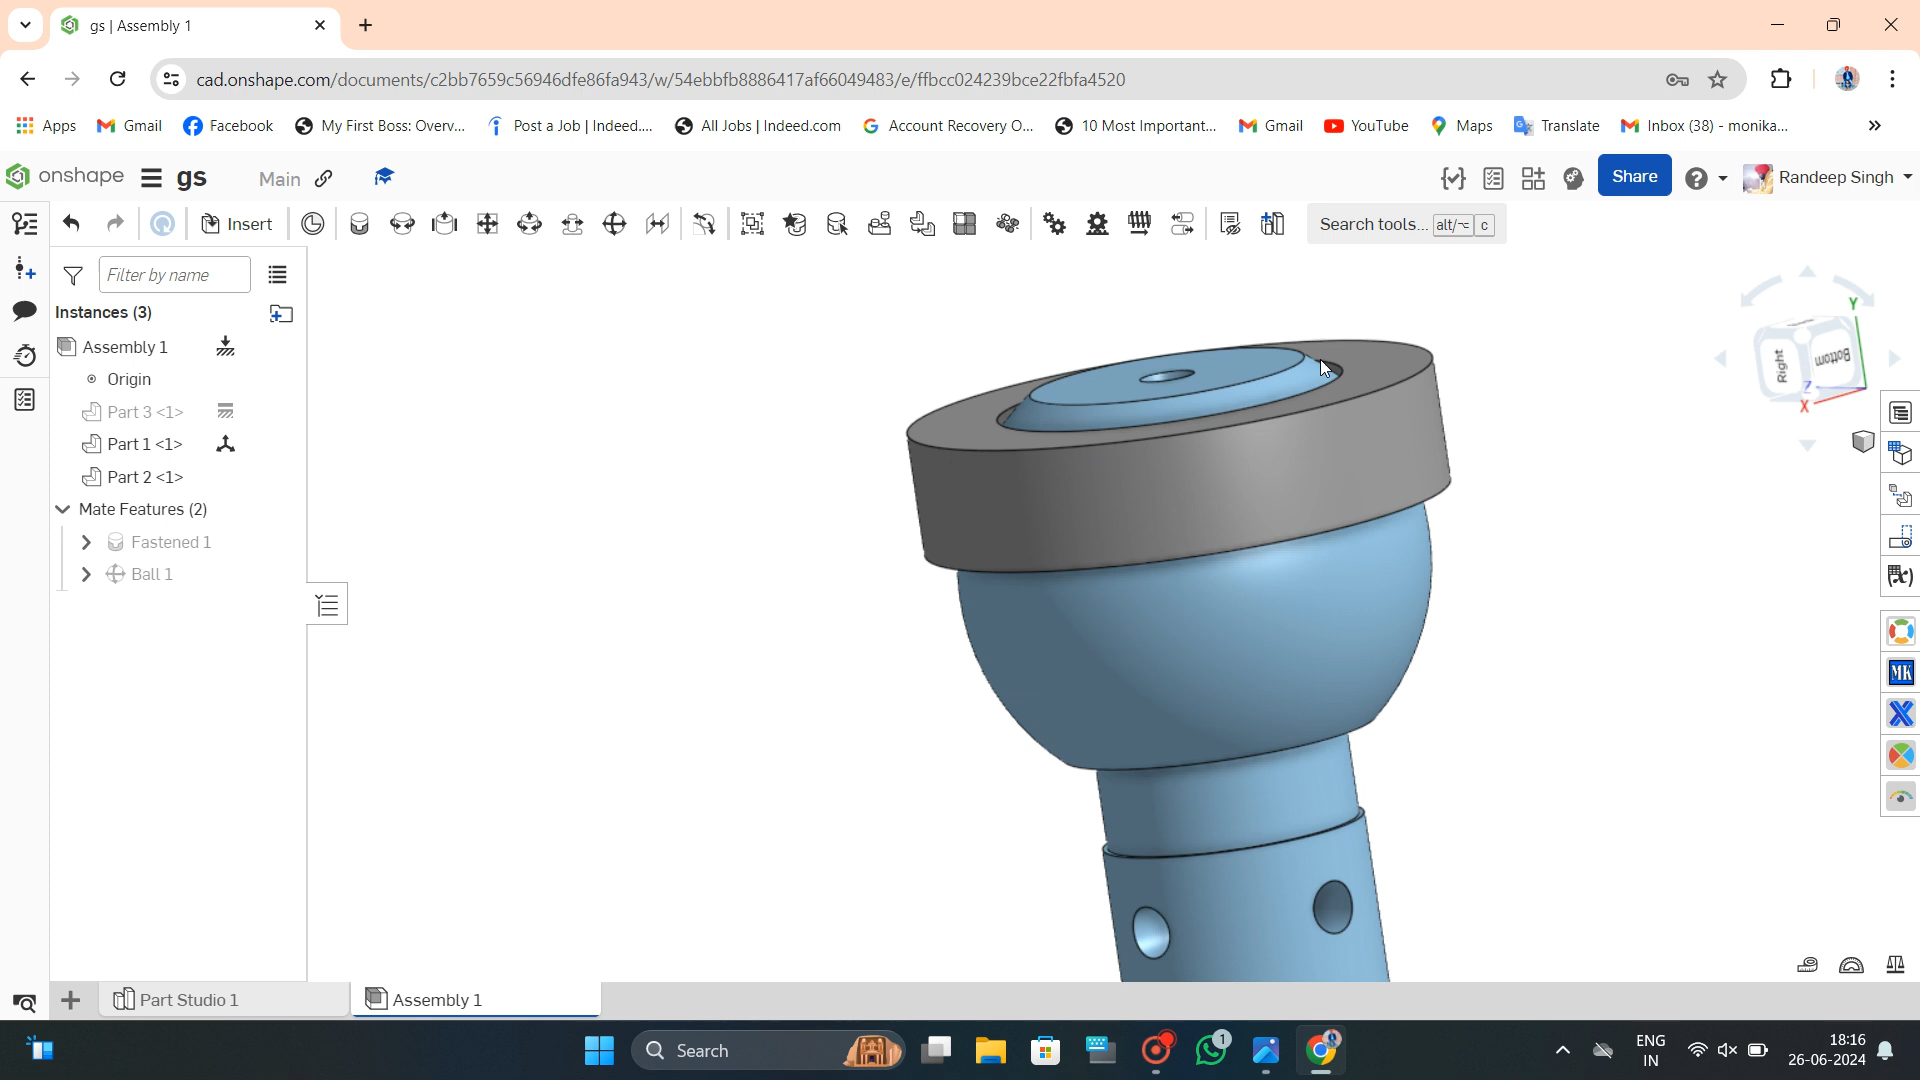 gs | Assembly 1
cad.onshape.com/documents/c2bb7659c56946dfe86fa943/w/54ebbfb8886417af66049483/e/ffbcc024239bce22fbfa4520
Apps Gmail Facebook My First Boss: Overv... Post a Job | Indeed.... All Jobs | Indeed.com Account Recovery O... 10 Most Important... Gmail YouTube Maps Translate Inbox (38) - monika... »
onshape gs Main Share Randeep Singh
Insert Search tools... alt/⌥ c
Filter by name
Instances (3)
Assembly 1
Origin
Part 3 <1>
Part 1 <1>
Part 2 <1>
Mate Features (2)
Fastened 1
Ball 1
Y
Right Bottom
Z
X
(x)
MK
Part Studio 1 Assembly 1
Search 1 ENG 18:16
IN 26-06-2024